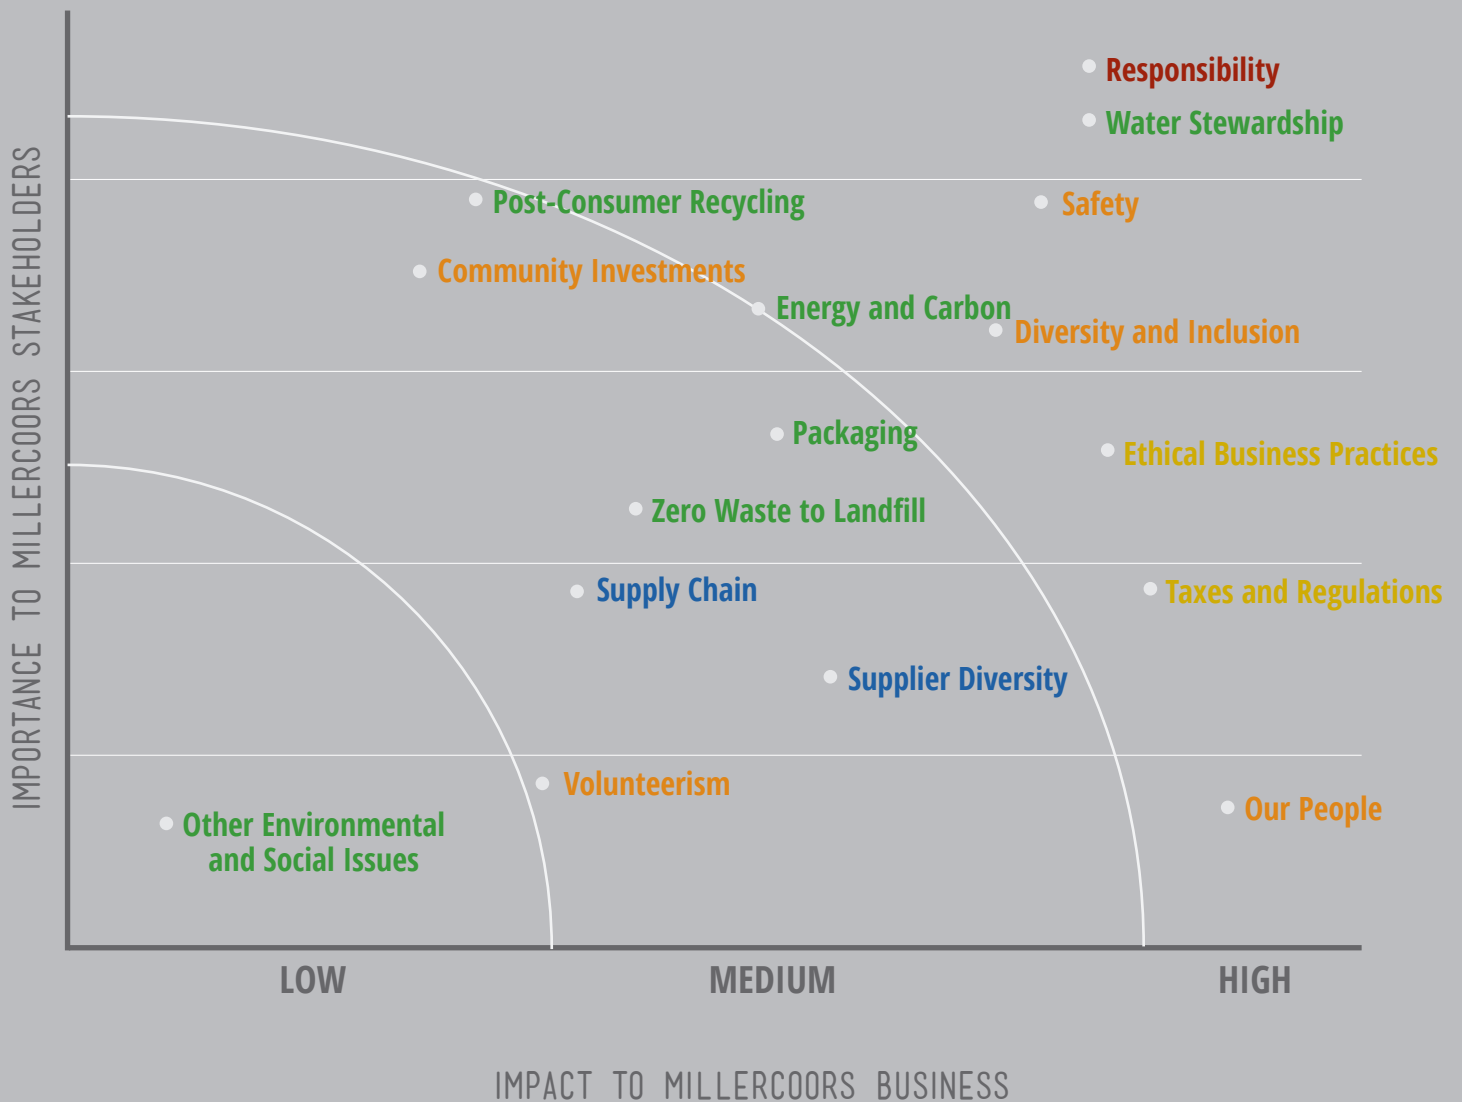 Responsibility
Water Stewardship
Post-Consumer Recycling
Safety
Community Investments
Energy and Carbon
Diversity and Inclusion
Packaging
Ethical Business Practices
Zero Waste to Landfill
Supply Chain
Taxes and Regulations
Supplier Diversity
Volunteerism
Our People
Other Environmental
and Social Issues
IMPORTANCE TO MILLERCOORS STAKEHOLDERS
LOW
MEDIUM
HIGH
IMPACT TO MILLERCOORS BUSINESS